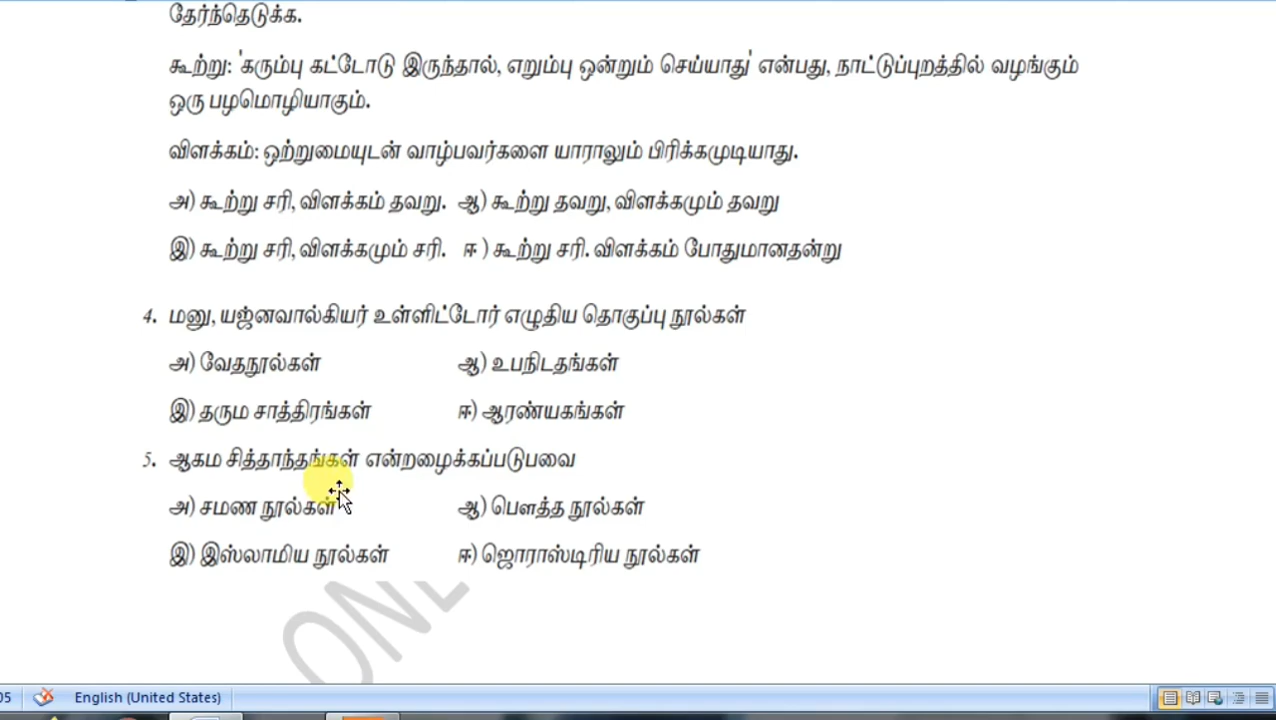 தேர்ந்தெடுக்க.
கூற்று: 'கரும்பு கட்டோடு இருந்தால், எறும்பு ஒன்றும் செய்யாது' என்பது, நாட்டுப்புறத்தில் வழங்கும்
ஒரு பழமொழியாகும்.
விளக்கம்: ஒற்றுமையுடன் வாழ்பவர்களை யாராலும் பிரிக்கமுடியாது.
அ) கூற்று சரி, விளக்கம் தவறு. ஆ) கூற்று தவறு, விளக்கமும் தவறு
இ) கூற்று சரி, விளக்கமும் சரி. ஈ ) கூற்று சரி. விளக்கம் போதுமானதன்று
4. மனு, யஜ்னவால்கியர் உள்ளிட்டோர் எழுதிய தொகுப்பு நூல்கள்
அ) வேதநூல்கள் ஆ) உபநிடதங்கள்
இ) தரும சாத்திரங்கள் ஈ) ஆரண்யகங்கள்
5. ஆகம சித்தாந்தங்கள் என்றழைக்கப்படுபவை
அ) சமண நூல்கள் ஆ) பௌத்த நூல்கள்
இ) இஸ்லாமிய நூல்கள் ஈ) ஜொராஸ்டிரிய நூல்கள்
05 English (United States)